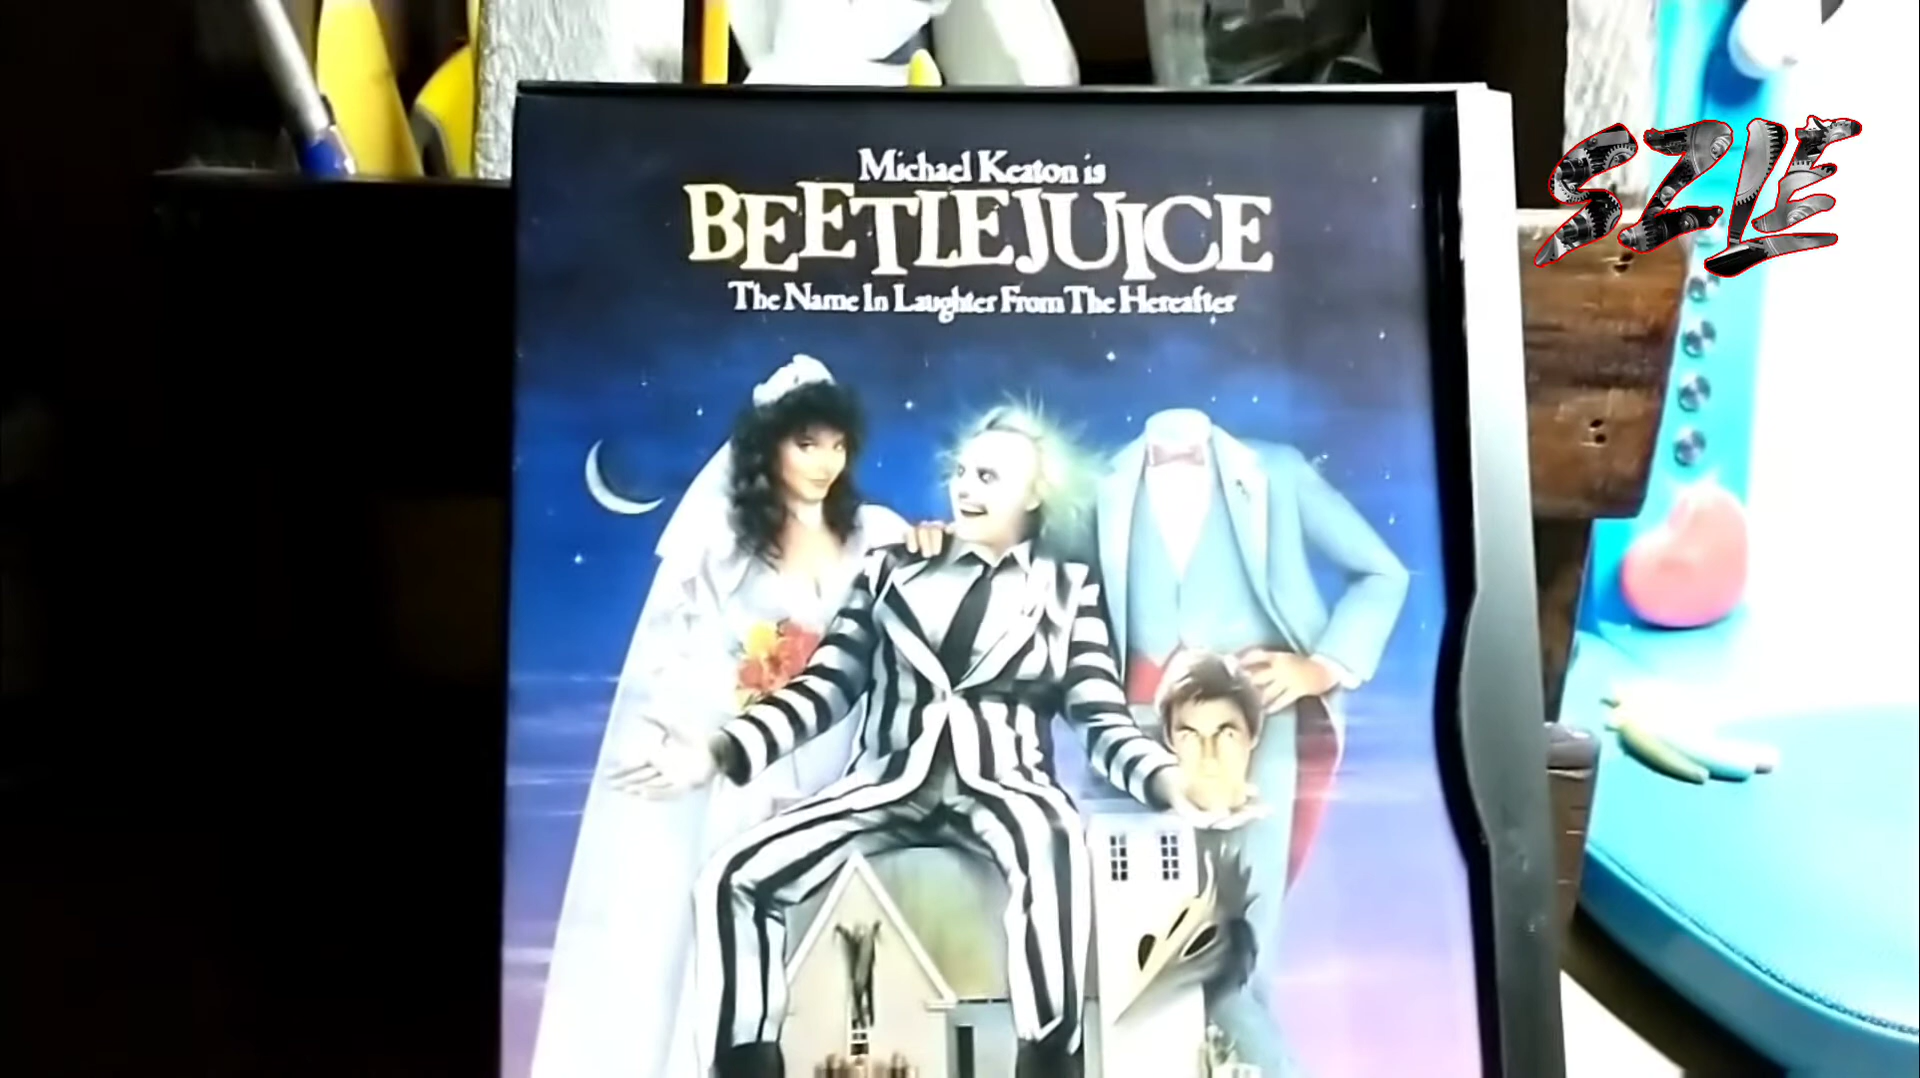 Michael Keaton is
BEETLEJUICE
The Name In Laughter From The Hereafter
SZLE